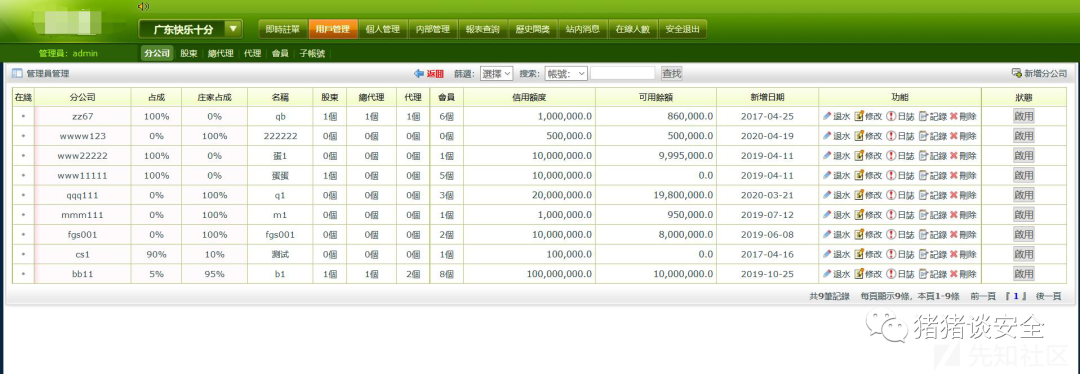 广东快乐十分 即時註單 用戶管理 個人管理 内部管理 報表查詢 歷史開獎 站内消息 在線人數 安全退出
管理員: admin 分公司 股東 總代理 代理 會員 子帳號
管理員管理 返回 篩選: 選擇 搜索: 帳號: 查找 新增分公司
在綫 分公司 占成 庄家占成 名稱 股東 總代理 代理 會員 信用額度 可用餘額 新增日期 功能 狀態
zz67 100% 0% qb 1個 1個 1個 6個 1,000,000.0 860,000.0 2017-04-25 退水 修改 日誌 記錄 刪除 啟用
wwww123 0% 100% 222222 0個 0個 0個 0個 500,000.0 500,000.0 2020-04-19 退水 修改 日誌 記錄 刪除 啟用
www22222 100% 0% 蛋1 0個 0個 0個 1個 10,000,000.0 9,995,000.0 2019-04-11 退水 修改 日誌 記錄 刪除 啟用
www11111 100% 0% 蛋蛋 1個 0個 0個 5個 10,000,000.0 0.0 2019-04-11 退水 修改 日誌 記錄 刪除 啟用
qqq111 0% 100% q1 0個 0個 0個 3個 20,000,000.0 19,800,000.0 2020-03-21 退水 修改 日誌 記錄 刪除 啟用
mmm111 0% 100% m1 0個 0個 0個 1個 1,000,000.0 950,000.0 2019-07-12 退水 修改 日誌 記錄 刪除 啟用
fgs001 0% 100% fgs001 0個 0個 0個 2個 10,000,000.0 8,000,000.0 2019-06-08 退水 修改 日誌 記錄 刪除 啟用
cs1 90% 10% 測试 0個 0個 0個 1個 100,000.0 0.0 2017-04-16 退水 修改 日誌 記錄 刪除 啟用
bb11 5% 95% b1 1個 1個 2個 8個 100,000,000.0 10,000,000.0 2019-10-25 退水 修改 日誌 記錄 刪除 啟用
共9筆記錄 每頁顯示9條，本頁1-9條 前一頁 『 1 』 後一頁
猪猪谈安全
先知社区